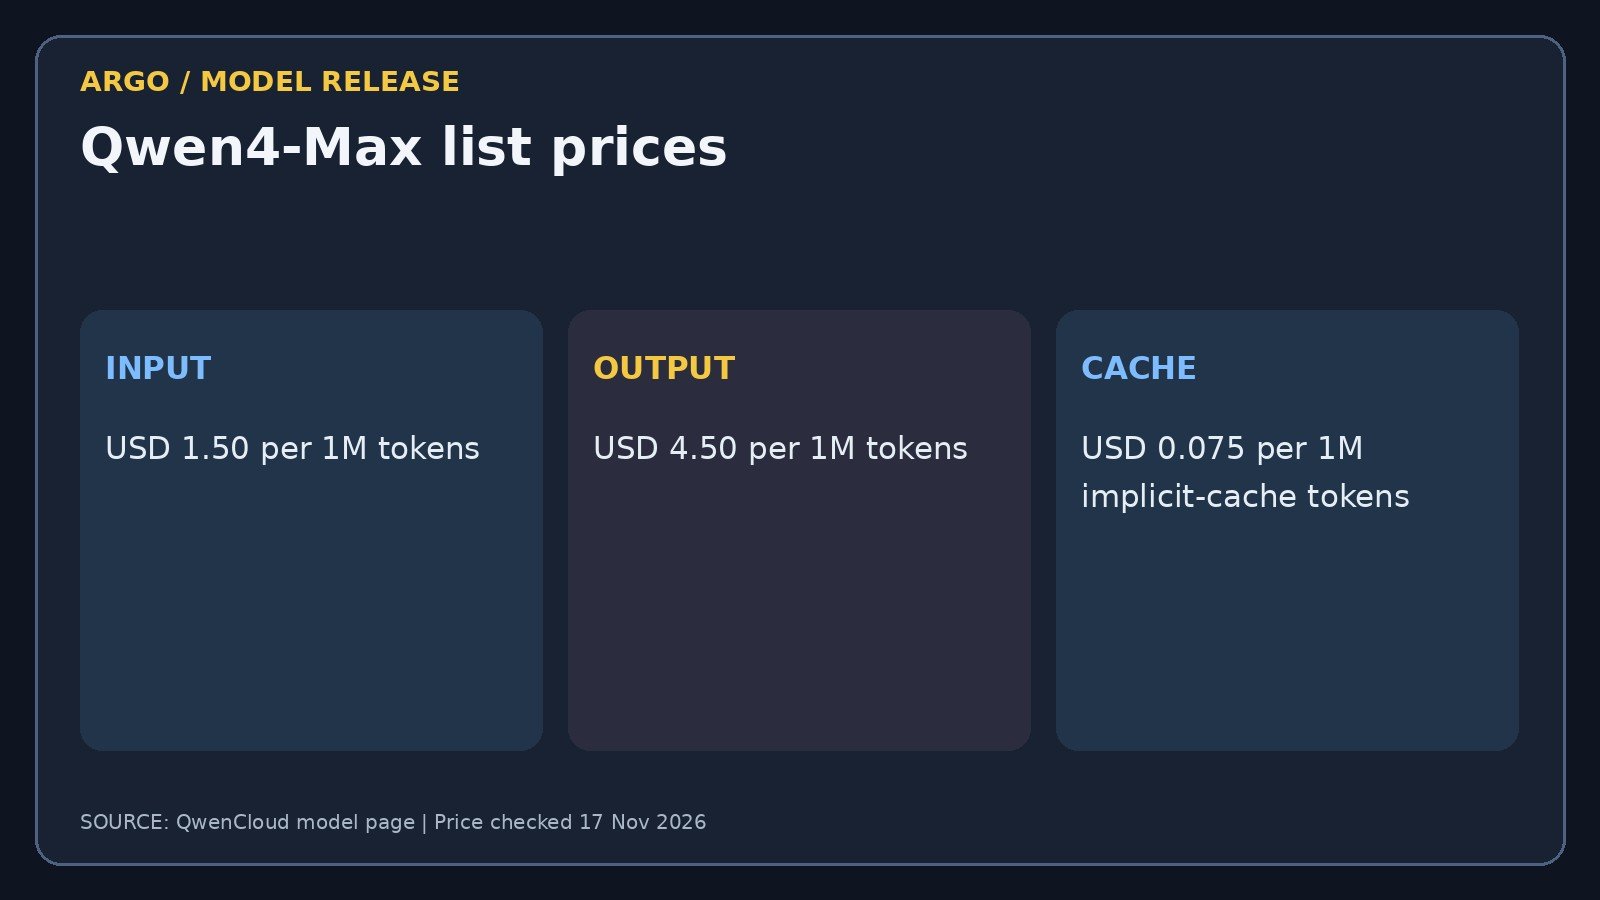 ARGO / MODEL RELEASE
Qwen4-Max list prices
INPUT
USD 1.50 per 1M tokens
OUTPUT
USD 4.50 per 1M tokens
CACHE
USD 0.075 per 1M
implicit-cache tokens
SOURCE: QwenCloud model page | Price checked 17 Nov 2026